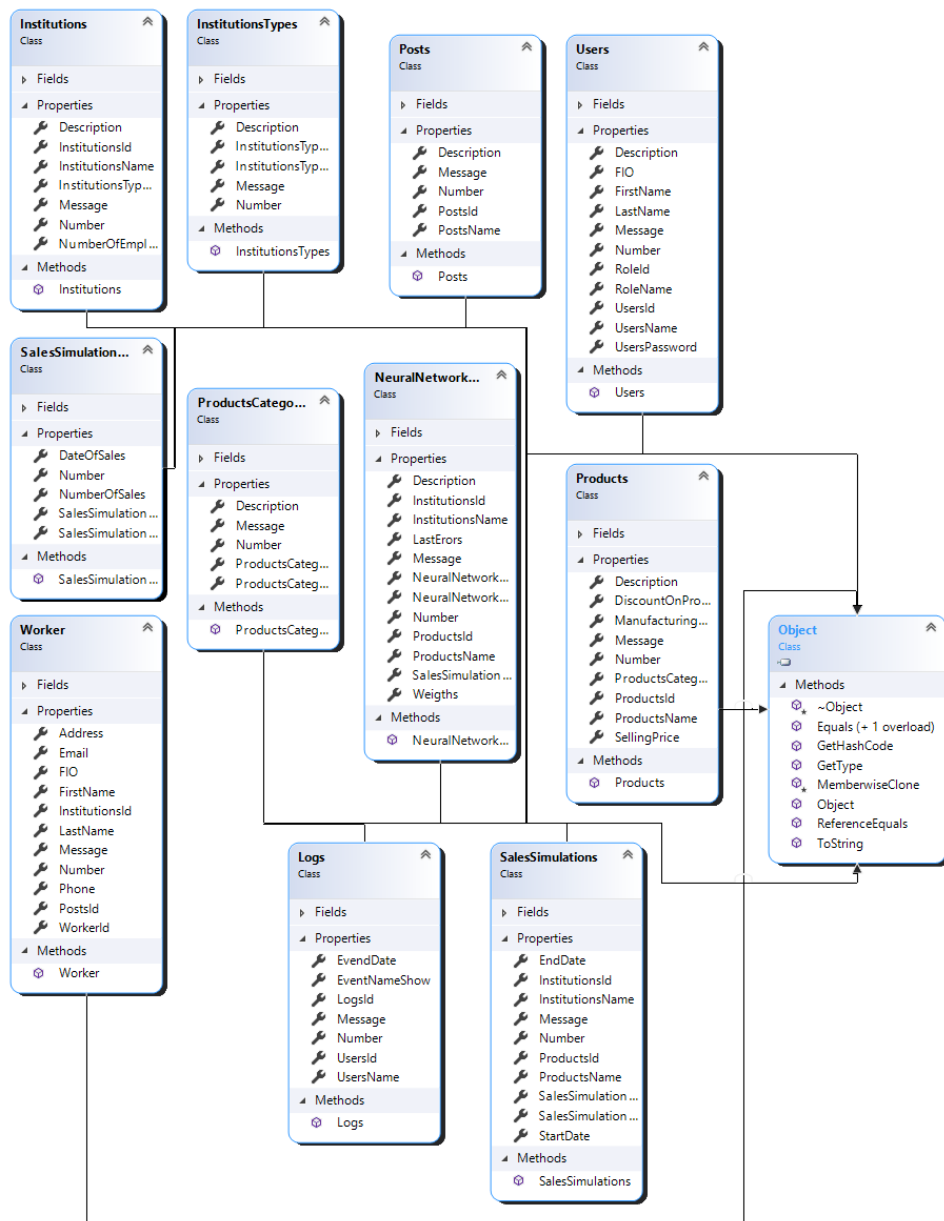 Institutions
Class
Fields
Properties
Description
InstitutionsId
InstitutionsName
InstitutionsTyp...
Message
Number
NumberOfEmpl...
Methods
Institutions
InstitutionsTypes
Class
Fields
Properties
Description
InstitutionsTyp...
InstitutionsTyp...
Message
Number
Methods
InstitutionsTypes
Posts
Class
Fields
Properties
Description
Message
Number
PostsId
PostsName
Methods
Posts
Users
Class
Fields
Properties
Description
FIO
FirstName
LastName
Message
Number
RoleId
RoleName
UsersId
UsersName
UsersPassword
Methods
Users
SalesSimulation...
Class
Fields
Properties
DateOfSales
Number
NumberOfSales
SalesSimulation ...
SalesSimulation ...
Methods
SalesSimulation ...
ProductsCatego...
Class
Fields
Properties
Description
Message
Number
ProductsCateg...
ProductsCateg...
Methods
ProductsCateg...
NeuralNetwork...
Class
Fields
Properties
Description
InstitutionsId
InstitutionsName
LastErors
Message
NeuralNetwork...
NeuralNetwork...
Number
ProductsId
ProductsName
SalesSimulation ...
Weigths
Methods
NeuralNetwork...
Products
Class
Fields
Properties
Description
DiscountOnPro...
Manufacturing...
Message
Number
ProductsCateg...
ProductsId
ProductsName
SellingPrice
Methods
Products
Object
Class
Methods
~Object
Equals (+ 1 overload)
GetHashCode
GetType
MemberwiseClone
Object
ReferenceEquals
ToString
Worker
Class
Fields
Properties
Address
Email
FIO
FirstName
InstitutionsId
LastName
Message
Number
Phone
PostsId
WorkerId
Methods
Worker
Logs
Class
Fields
Properties
EvendDate
EventNameShow
LogsId
Message
Number
UsersId
UsersName
Methods
Logs
SalesSimulations
Class
Fields
Properties
EndDate
InstitutionsId
InstitutionsName
Message
Number
ProductsId
ProductsName
SalesSimulation ...
SalesSimulation ...
StartDate
Methods
SalesSimulations